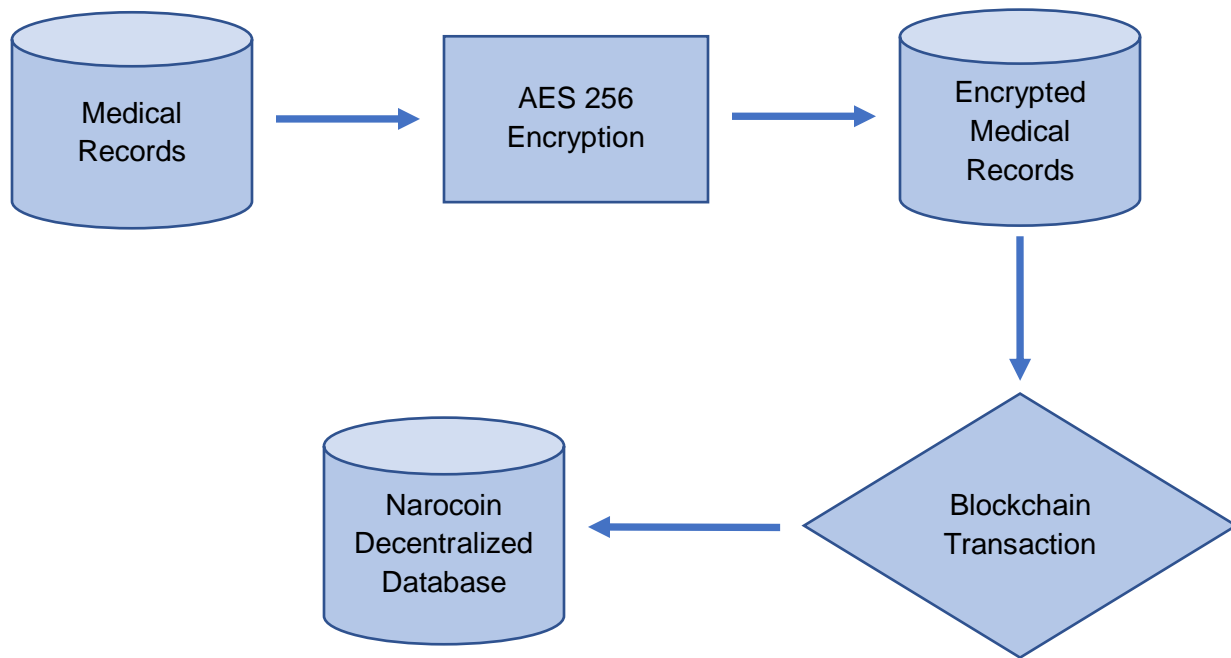 Medical
Records
AES 256
Encryption
Encrypted
Medical
Records
Blockchain
Transaction
Narocoin
Decentralized
Database